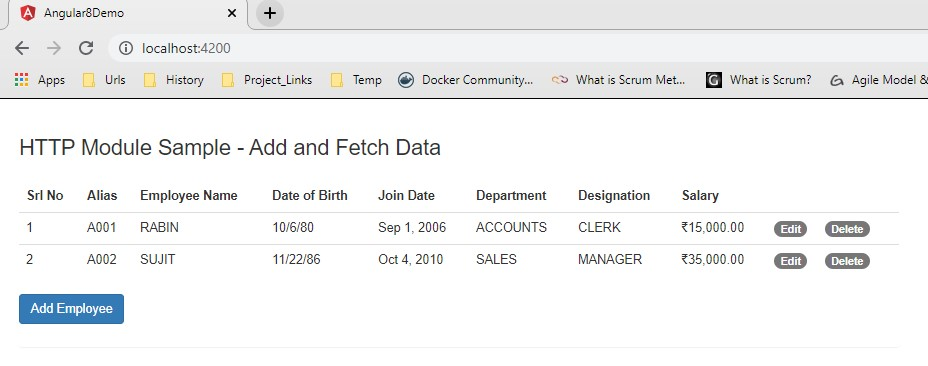 Angular8Demo
localhost:4200
Apps Urls History Project_Links Temp Docker Community... What is Scrum Met... What is Scrum? Agile Model &
HTTP Module Sample - Add and Fetch Data
Srl No Alias Employee Name Date of Birth Join Date Department Designation Salary
1 A001 RABIN 10/6/80 Sep 1, 2006 ACCOUNTS CLERK ₹15,000.00 Edit Delete
2 A002 SUJIT 11/22/86 Oct 4, 2010 SALES MANAGER ₹35,000.00 Edit Delete
Add Employee